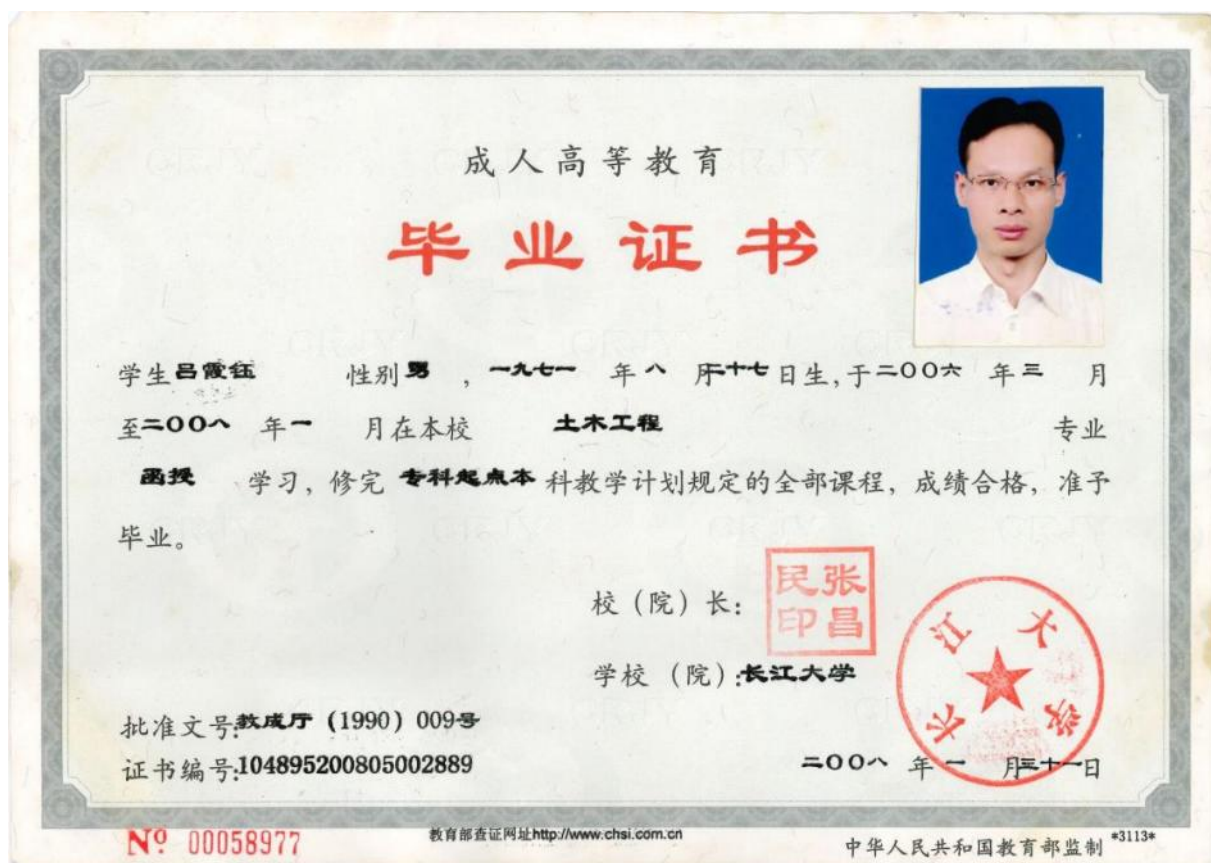 成人高等教育
毕业证书
学生吕霞钰 性别男，一九七一年八月二十七日生，于二〇〇六年三月
至二〇〇八年一月在本校 土木工程 专业
函授 学习，修完 专科起点本 科教学计划规定的全部课程，成绩合格，准予
毕业。
校（院）长：
张昌民印
学校（院）：长江大学
长江大学
批准文号：教成厅（1990）009号
证书编号：104895200805002889
二〇〇八年一月三十一日
Nº 00058977
教育部查证网址http://www.chsi.com.cn
中华人民共和国教育部监制 *3113*